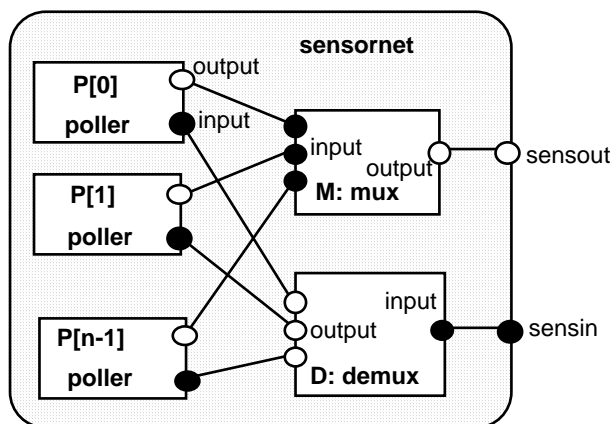 sensornet
P[0]
poller
output
input
P[1]
poller
P[n-1]
poller
input
output
M: mux
sensout
input
output
D: demux
sensin